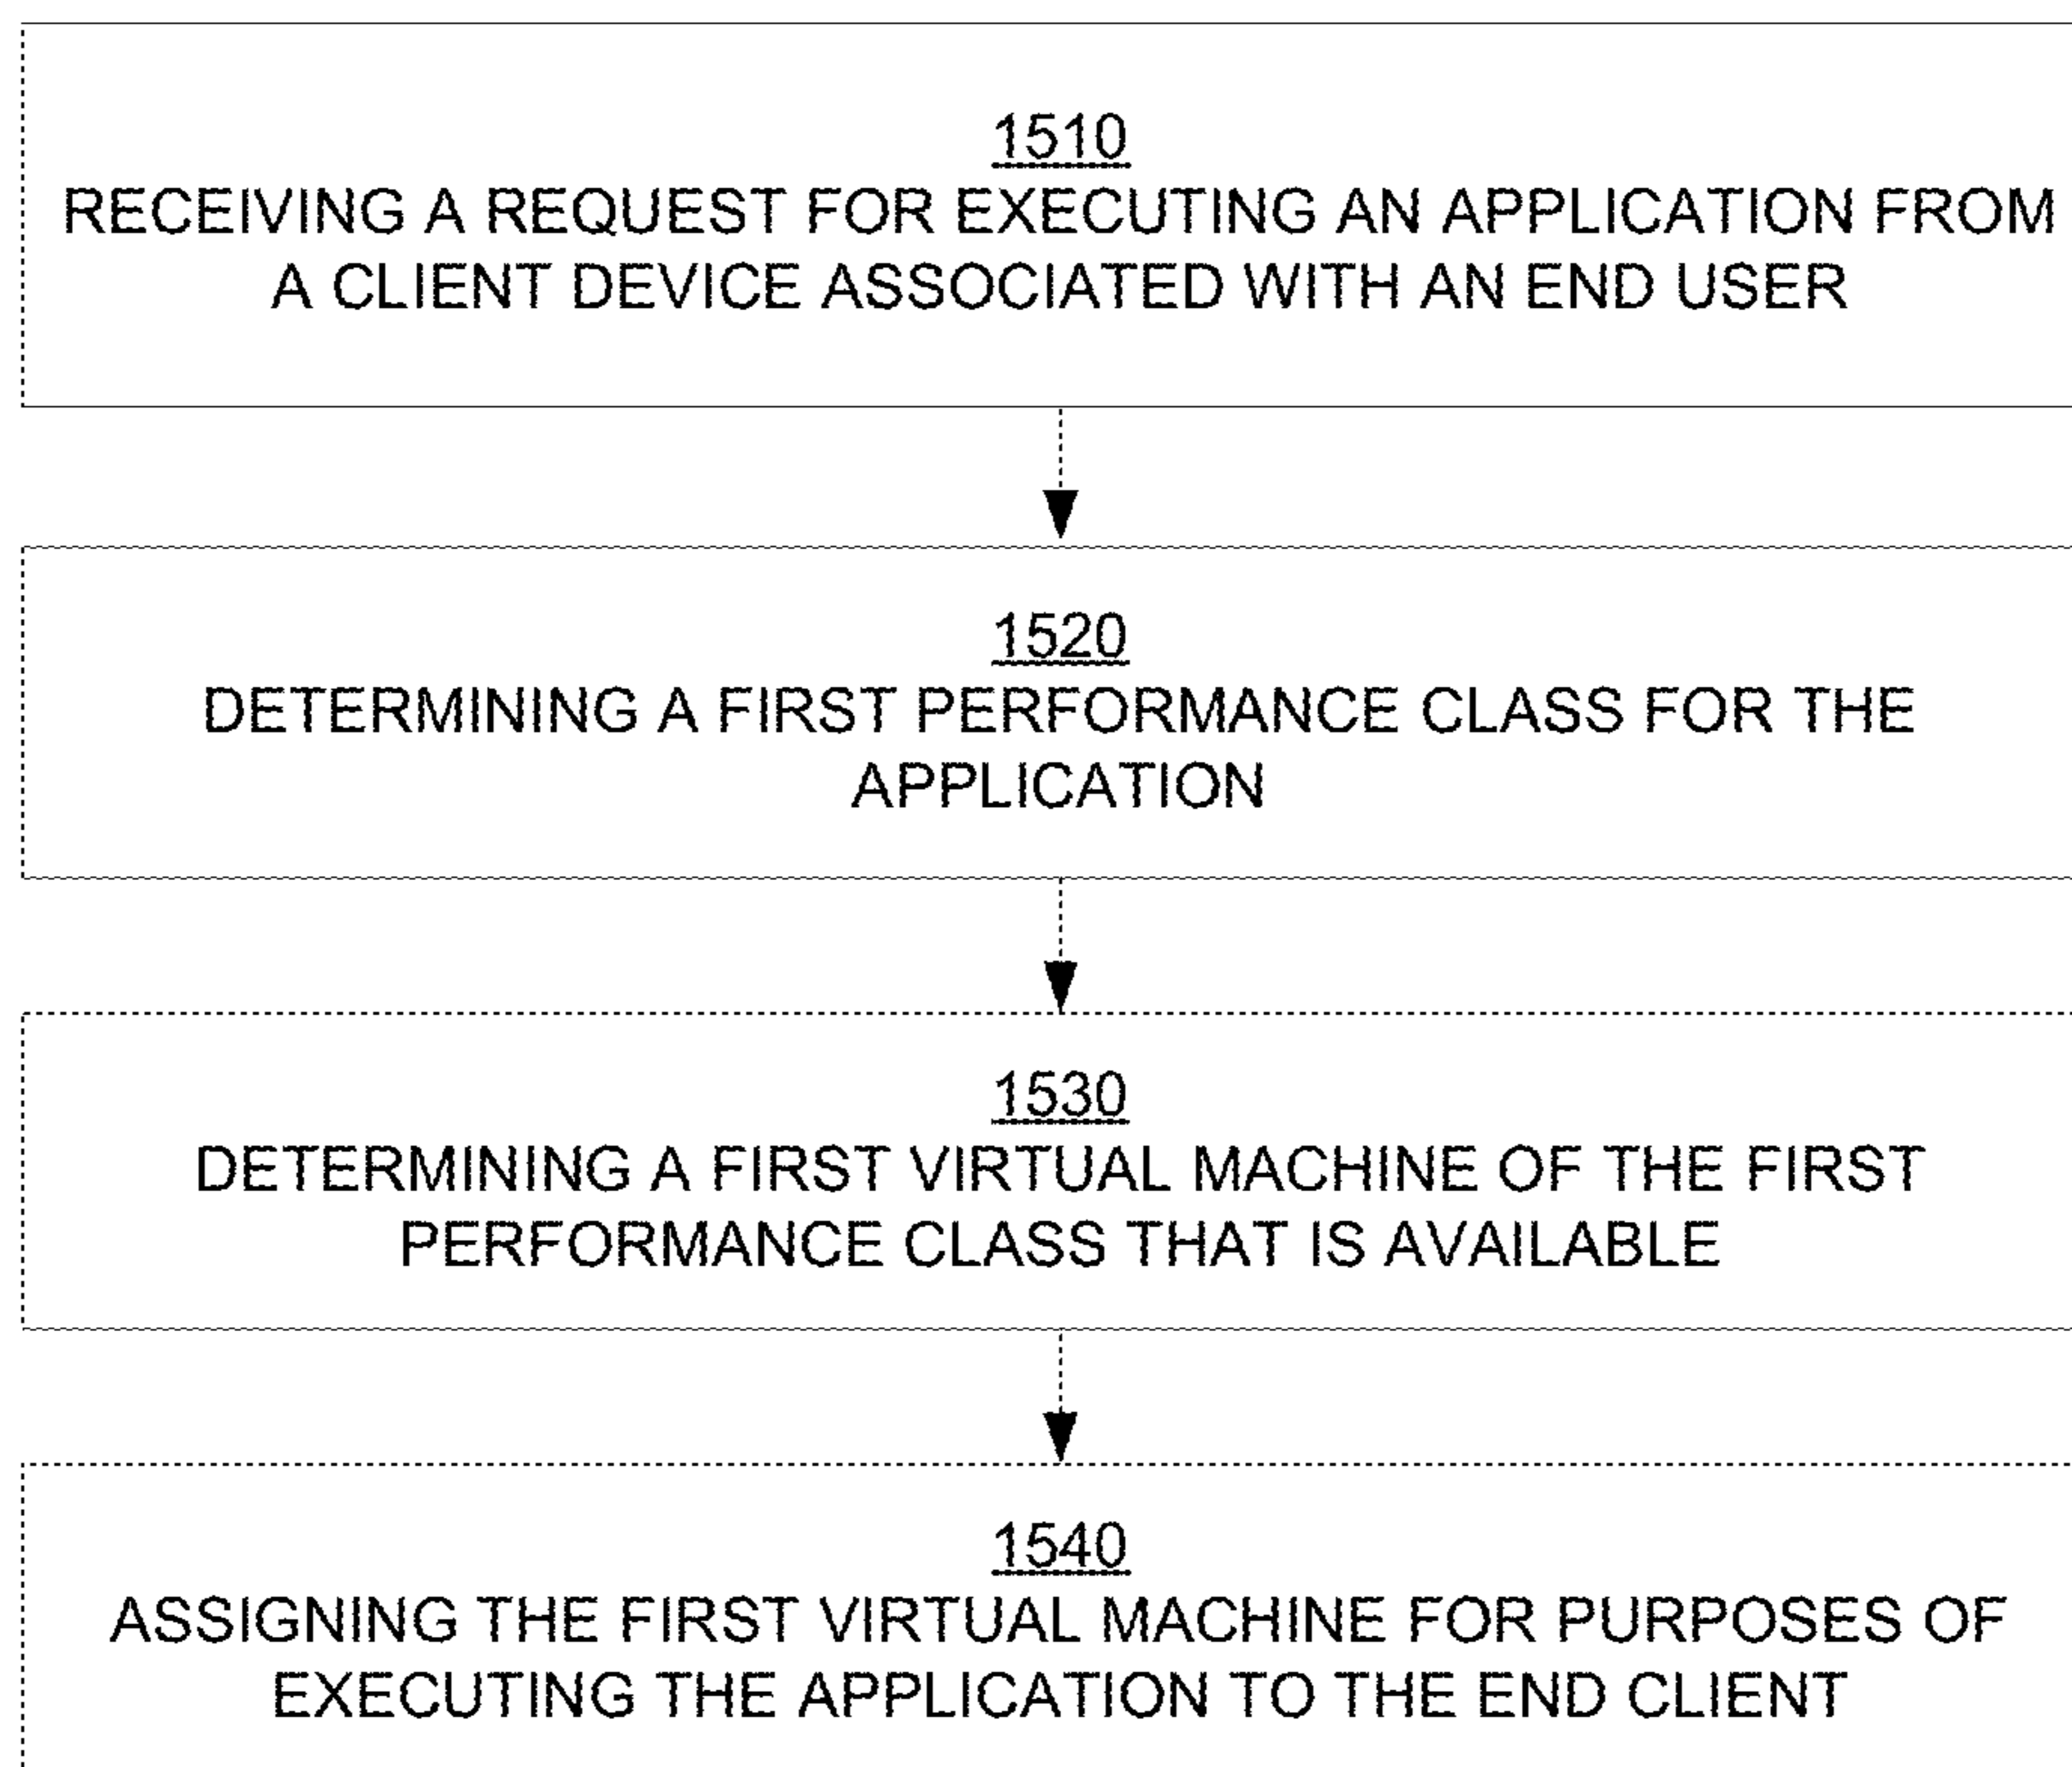 1510
RECEIVING A REQUEST FOR EXECUTING AN APPLICATION FROM
A CLIENT DEVICE ASSOCIATED WITH AN END USER
1520
DETERMINING A FIRST PERFORMANCE CLASS FOR THE
APPLICATION
1530
DETERMINING A FIRST VIRTUAL MACHINE OF THE FIRST
PERFORMANCE CLASS THAT IS AVAILABLE
1540
ASSIGNING THE FIRST VIRTUAL MACHINE FOR PURPOSES OF
EXECUTING THE APPLICATION TO THE END CLIENT